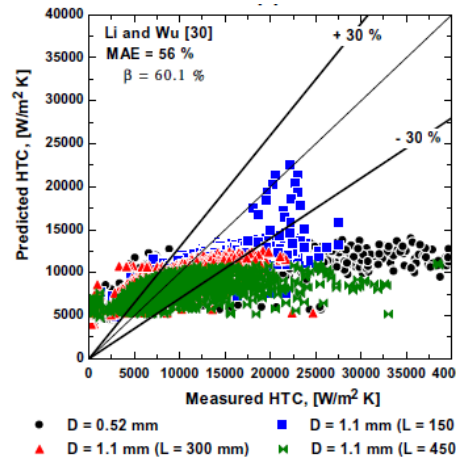 40000
35000
30000
25000
20000
15000
10000
5000
0
Predicted HTC, [W/m² K]
Li and Wu [30]
MAE = 56 %
β = 60.1 %
+ 30 %
- 30 %
0 5000 10000 15000 20000 25000 30000 35000 400
Measured HTC, [W/m² K]
D = 0.52 mm D = 1.1 mm (L = 150
D = 1.1 mm (L = 300 mm) D = 1.1 mm (L = 450